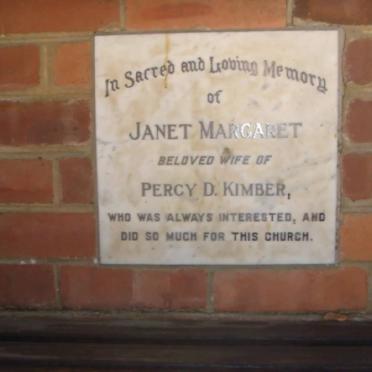 In Sacred and Loving Memory
of
JANET MARGARET
BELOVED WIFE OF
PERCY D. KIMBER,
WHO WAS ALWAYS INTERESTED, AND
DID SO MUCH FOR THIS CHURCH.